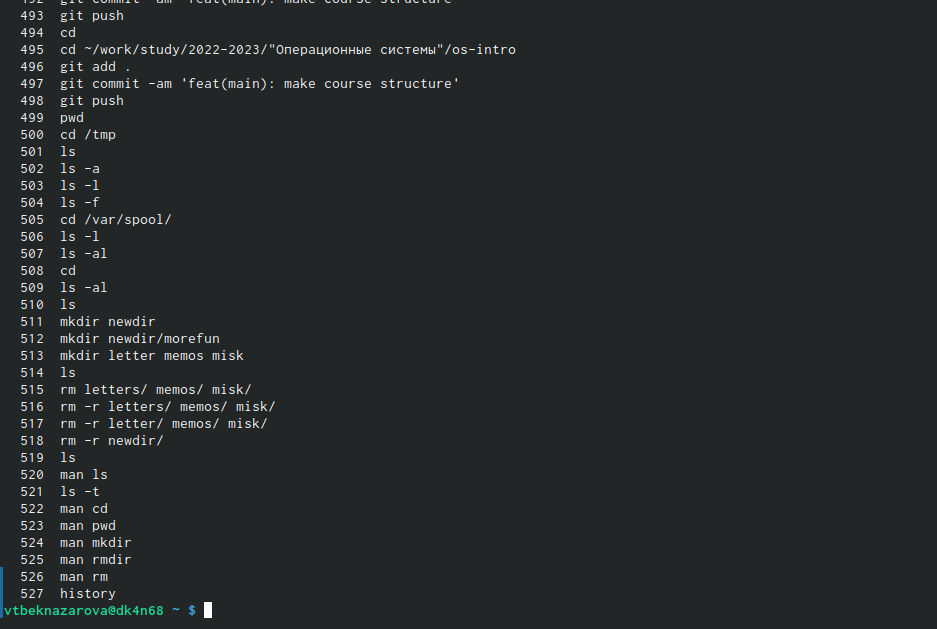 492 git commit -am 'feat(main): make course structure'
493 git push
494 cd
495 cd ~/work/study/2022-2023/"Операционные системы"/os-intro
496 git add .
497 git commit -am 'feat(main): make course structure'
498 git push
499 pwd
500 cd /tmp
501 ls
502 ls -a
503 ls -l
504 ls -f
505 cd /var/spool/
506 ls -l
507 ls -al
508 cd
509 ls -al
510 ls
511 mkdir newdir
512 mkdir newdir/morefun
513 mkdir letter memos misk
514 ls
515 rm letters/ memos/ misk/
516 rm -r letters/ memos/ misk/
517 rm -r letter/ memos/ misk/
518 rm -r newdir/
519 ls
520 man ls
521 ls -t
522 man cd
523 man pwd
524 man mkdir
525 man rmdir
526 man rm
527 history
vtbeknazarova@dk4n68 ~ $